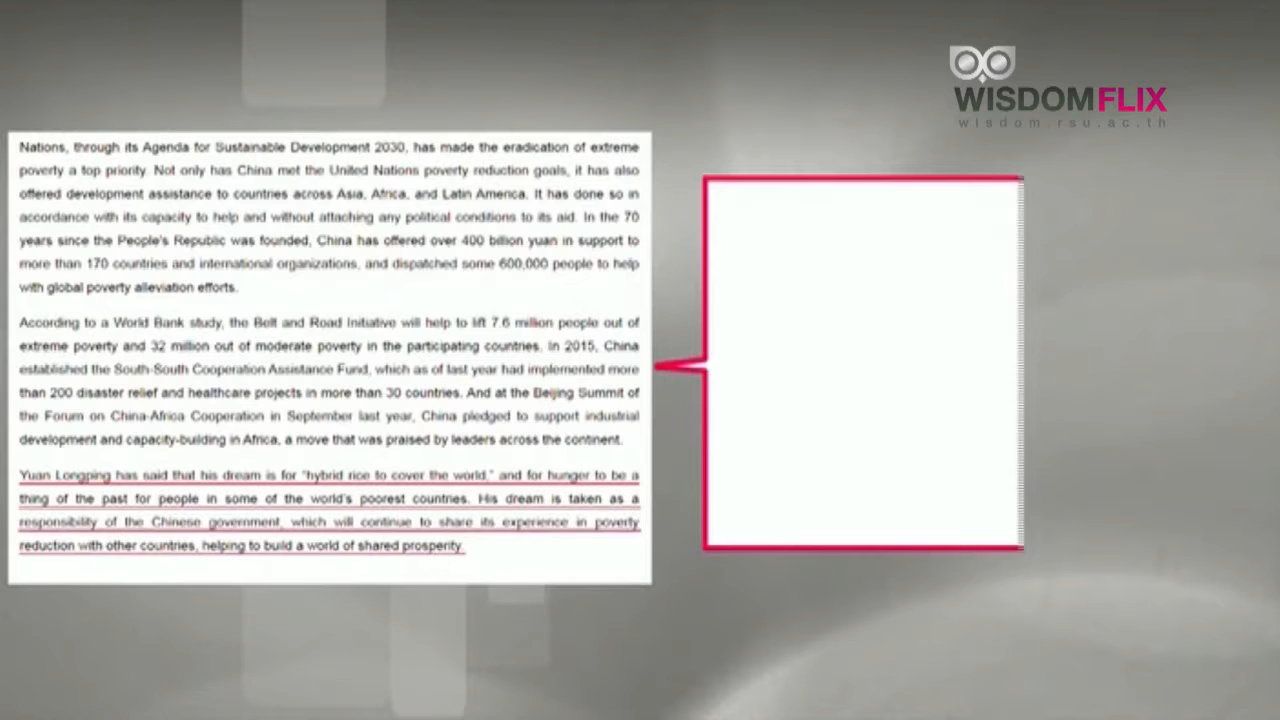 WISDOMFLIX
wisdom.rsu.ac.th
Nations, through its Agenda for Sustainable Development 2030, has made the eradication of extreme
poverty a top priority. Not only has China met the United Nations poverty reduction goals, it has also
offered development assistance to countries across Asia, Africa, and Latin America. It has done so in
accordance with its capacity to help and without attaching any political conditions to its aid. In the 70
years since the People's Republic was founded, China has offered over 400 billion yuan in support to
more than 170 countries and international organizations, and dispatched some 600,000 people to help
with global poverty alleviation efforts.
According to a World Bank study, the Belt and Road Initiative will help to lift 7.6 million people out of
extreme poverty and 32 million out of moderate poverty in the participating countries. In 2015, China
established the South-South Cooperation Assistance Fund, which as of last year had implemented more
than 200 disaster relief and healthcare projects in more than 30 countries. And at the Beijing Summit of
the Forum on China-Africa Cooperation in September last year, China pledged to support industrial
development and capacity-building in Africa, a move that was praised by leaders across the continent.
Yuan Longping has said that his dream is for "hybrid rice to cover the world," and for hunger to be a
thing of the past for people in some of the world's poorest countries. His dream is taken as a
responsibility of the Chinese government, which will continue to share its experience in poverty
reduction with other countries, helping to build a world of shared prosperity.